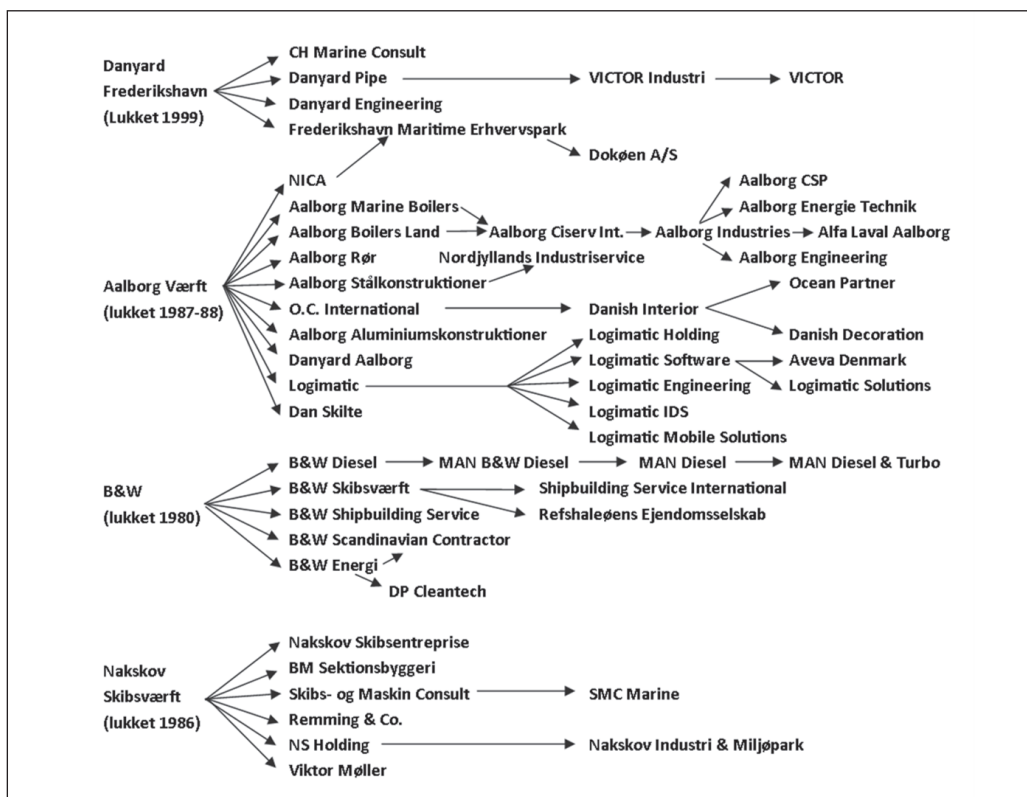 Danyard
Frederikshavn
(Lukket 1999)
CH Marine Consult
Danyard Pipe
VICTOR Industri
VICTOR
Danyard Engineering
Frederikshavn Maritime Erhvervspark
Dokøen A/S
Aalborg Værft
(lukket 1987-88)
NICA
Aalborg Marine Boilers
Aalborg Boilers Land
Aalborg Ciserv Int.
Aalborg Industries
Aalborg CSP
Aalborg Energie Technik
Alfa Laval Aalborg
Aalborg Engineering
Aalborg Rør
Nordjyllands Industriservice
Aalborg Stålkonstruktioner
O.C. International
Danish Interior
Ocean Partner
Danish Decoration
Aalborg Aluminiumskonstruktioner
Danyard Aalborg
Logimatic
Logimatic Holding
Logimatic Software
Aveva Denmark
Logimatic Solutions
Logimatic Engineering
Logimatic IDS
Logimatic Mobile Solutions
Dan Skilte
B&W
(lukket 1980)
B&W Diesel
MAN B&W Diesel
MAN Diesel
MAN Diesel & Turbo
B&W Skibsværft
Shipbuilding Service International
Refshaleøens Ejendomsselskab
B&W Shipbuilding Service
B&W Scandinavian Contractor
B&W Energi
DP Cleantech
Nakskov
Skibsværft
(lukket 1986)
Nakskov Skibsentreprise
BM Sektionsbyggeri
Skibs- og Maskin Consult
SMC Marine
Remming & Co.
NS Holding
Nakskov Industri & Miljøpark
Viktor Møller